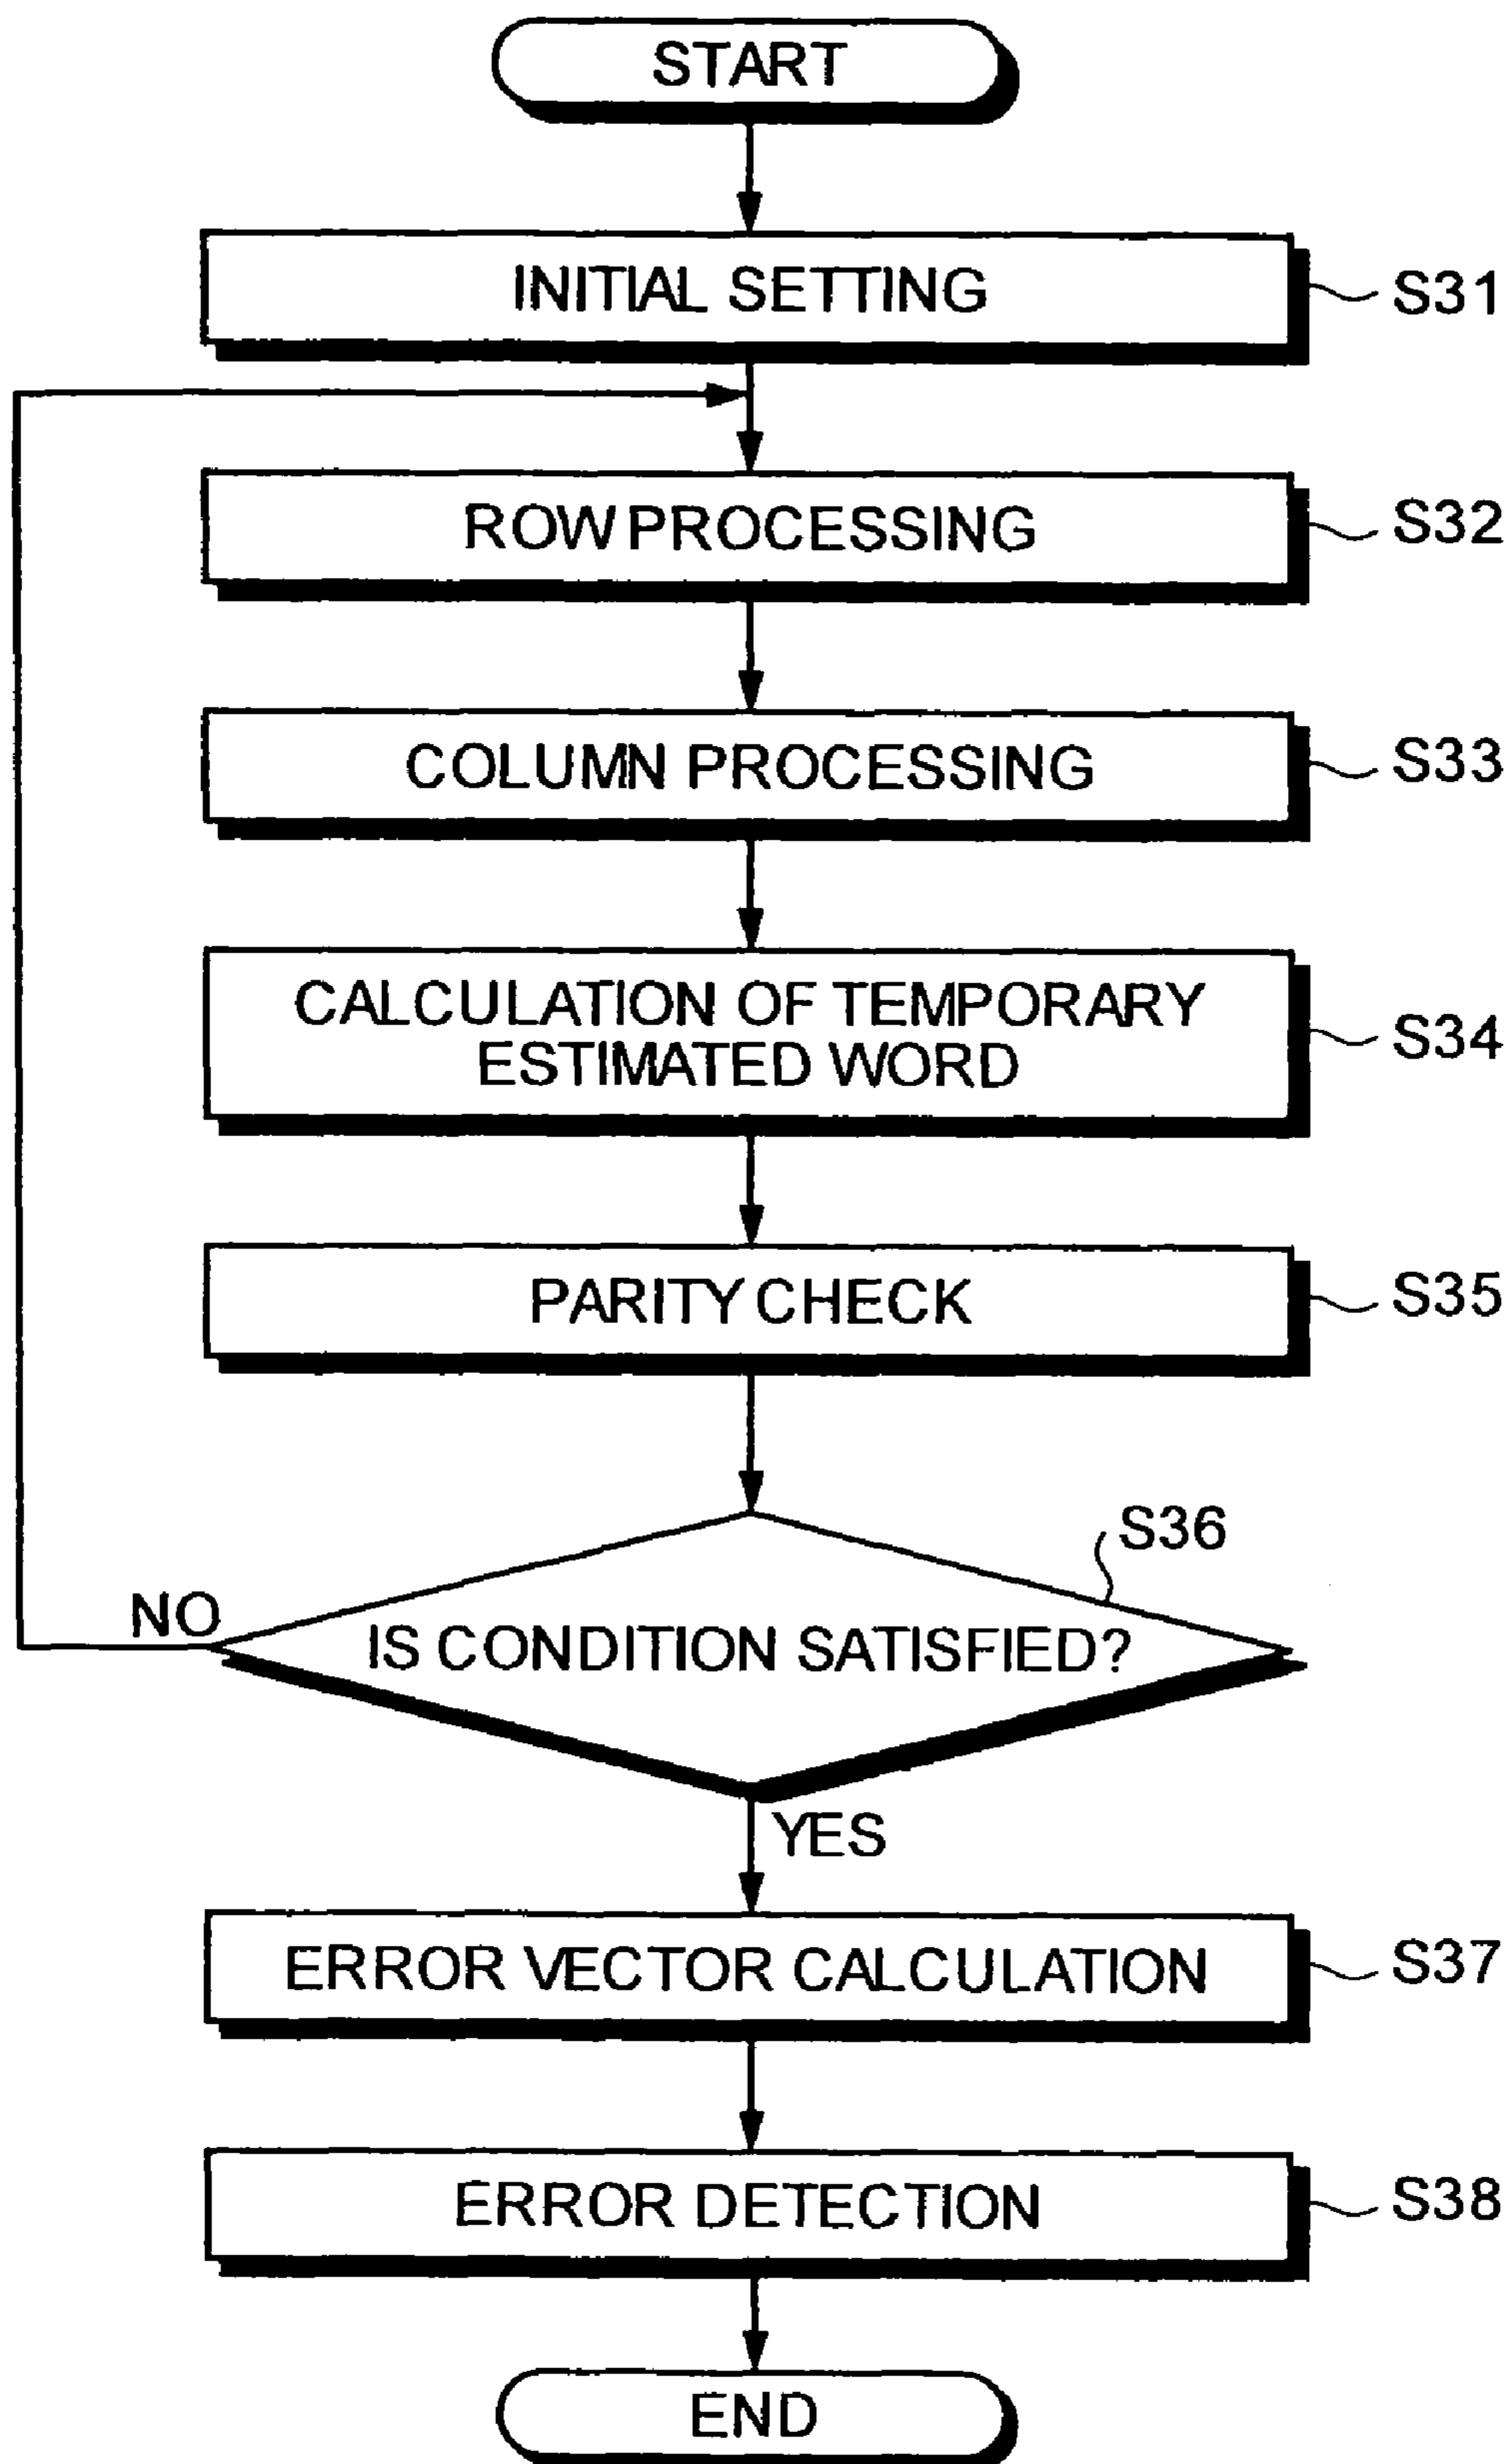 START
INITIAL SETTING
S31
ROW PROCESSING
S32
COLUMN PROCESSING
S33
CALCULATION OF TEMPORARY
ESTIMATED WORD
S34
PARITY CHECK
S35
S36
NO
IS CONDITION SATISFIED?
YES
ERROR VECTOR CALCULATION
S37
ERROR DETECTION
S38
END